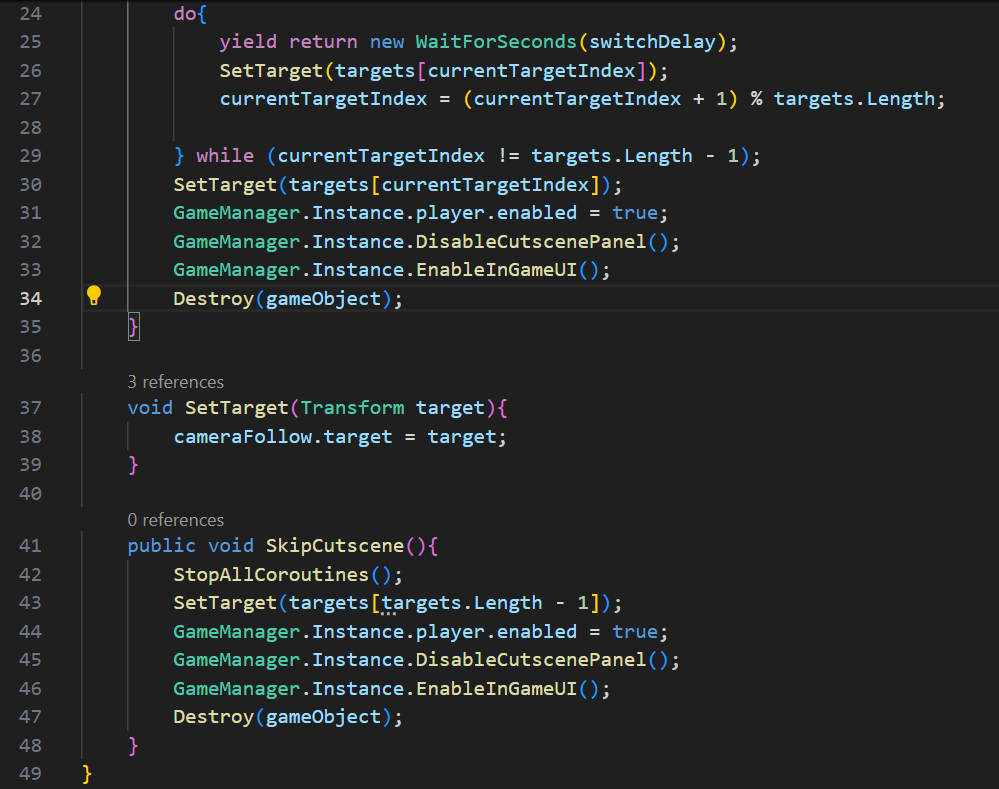 24 do{
25 yield return new WaitForSeconds(switchDelay);
26 SetTarget(targets[currentTargetIndex]);
27 currentTargetIndex = (currentTargetIndex + 1) % targets.Length;
28
29 } while (currentTargetIndex != targets.Length - 1);
30 SetTarget(targets[currentTargetIndex]);
31 GameManager.Instance.player.enabled = true;
32 GameManager.Instance.DisableCutscenePanel();
33 GameManager.Instance.EnableInGameUI();
34 Destroy(gameObject);
35 }
36
3 references
37 void SetTarget(Transform target){
38 cameraFollow.target = target;
39 }
40
0 references
41 public void SkipCutscene(){
42 StopAllCoroutines();
43 SetTarget(targets[targets.Length - 1]);
44 GameManager.Instance.player.enabled = true;
45 GameManager.Instance.DisableCutscenePanel();
46 GameManager.Instance.EnableInGameUI();
47 Destroy(gameObject);
48 }
49 }